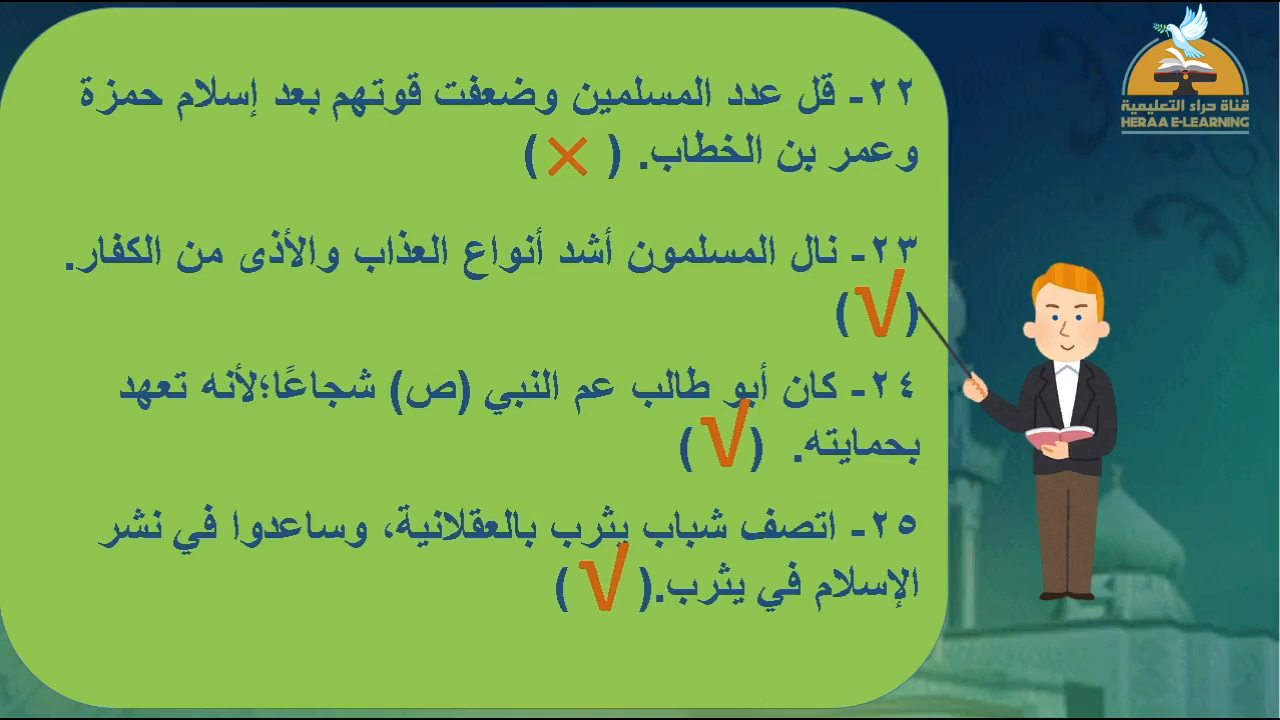 ٢٢- قل عدد المسلمين وضعفت قوتهم بعد إسلام حمزة
وعمر بن الخطاب. ( × )
٢٣- نال المسلمون أشد أنواع العذاب والأذى من الكفار.
(√)
٢٤- كان أبو طالب عم النبي (ص) شجاعًا؛لأنه تعهد
بحمايته. (√)
٢٥- اتصف شباب يثرب بالعقلانية، وساعدوا في نشر
الإسلام في يثرب.(√)
قناة حراء التعليمية
HERAA E-LEARNING